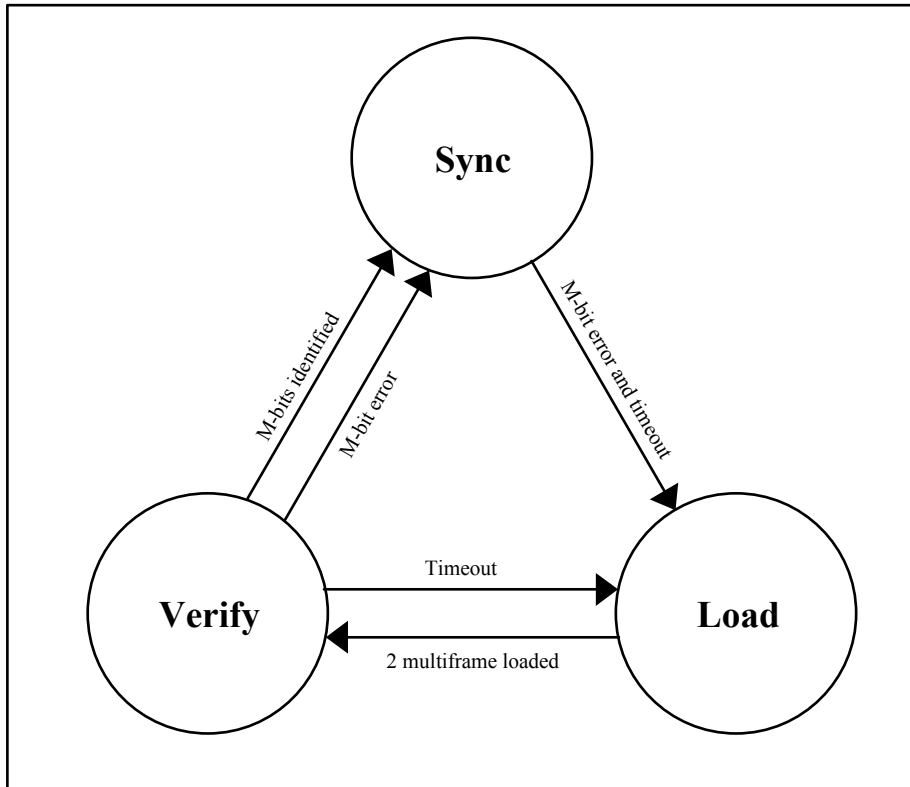 Sync
M-bits identified
M-bit error
M-bit error and timeout
Timeout
Verify
Load
2 multiframe loaded